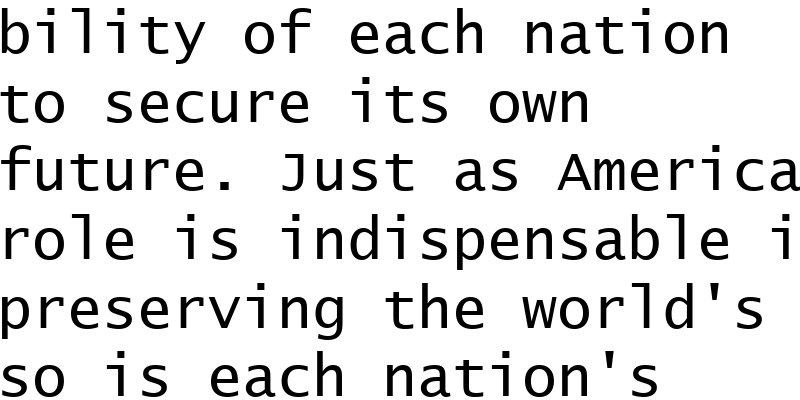 bility of each nation
to secure its own
future. Just as America
role is indispensable i
preserving the world's
so is each nation's